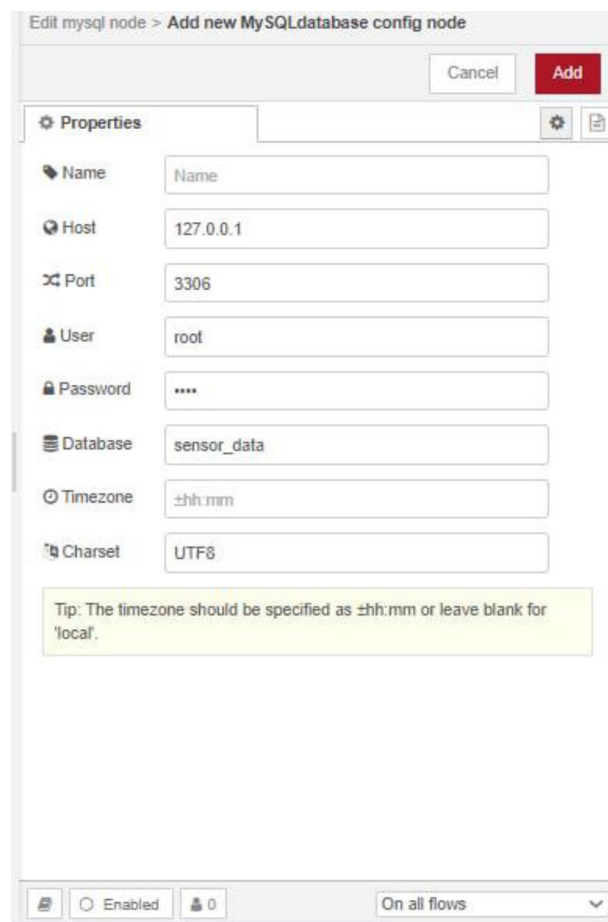 Edit mysql node > Add new MySQLdatabase config node
Cancel Add
Properties
Name Name
Host 127.0.0.1
Port 3306
User root
Password ••••
Database sensor_data
Timezone ±hh:mm
Charset UTF8
Tip: The timezone should be specified as ±hh:mm or leave blank for
'local'.
Enabled 0 On all flows